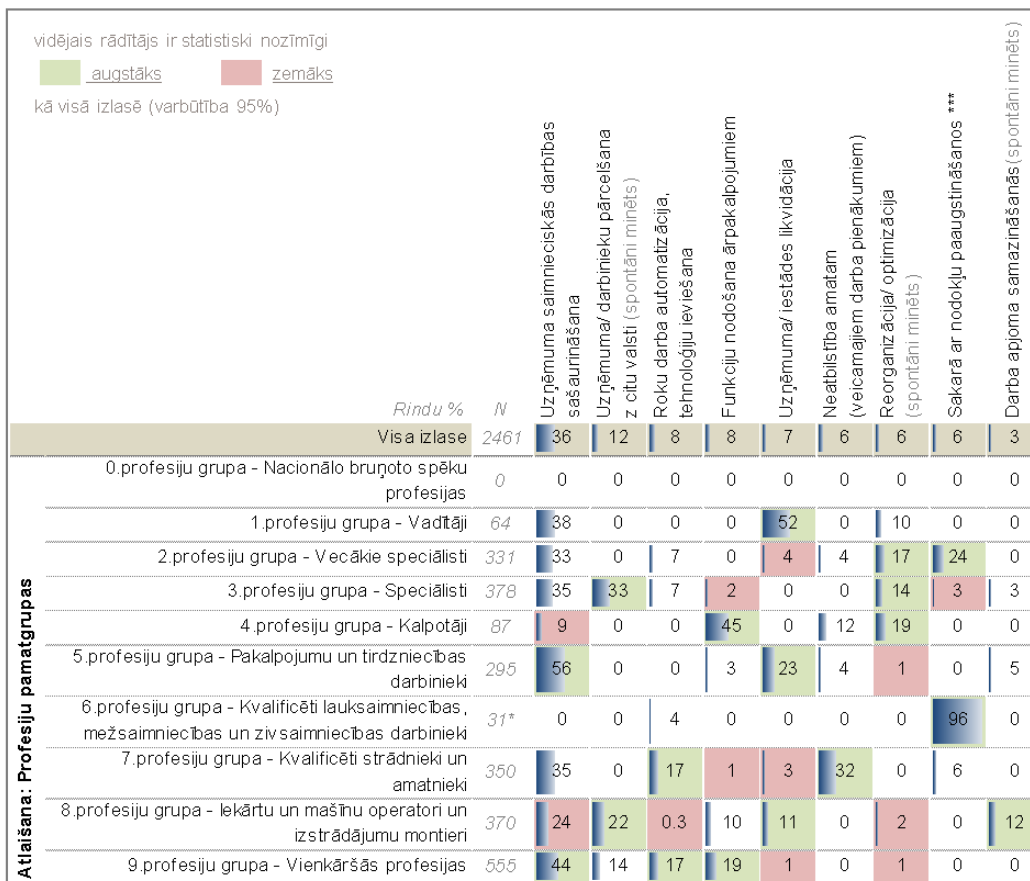 vidējais rādītājs ir statistiski nozīmīgi
augstāks zemāks
kā visā izlasē (varbūtība 95%)
Uzņēmuma saimnieciskās darbības
sašaurināšana
Uzņēmuma/ darbinieku pārcelšana
z citu valsti (spontāni minēts)
Roku darba automatizācija,
tehnoloģiju ieviešana
Funkciju nodošana ārpakalpojumiem
Uzņēmuma/ iestādes likvidācija
Neatbilstība amatam
(veicamajiem darba pienākumiem)
Reorganizācija/ optimizācija
(spontāni minēts)
Sakarā ar nodokļu paaugstināšanos ***
Darba apjoma samazināšanās (spontāni minēts)
Rindu % N
Visa izlase 2461 36 12 8 8 7 6 6 6 3
Atlaišana: Profesiju pamatgrupas
0.profesiju grupa - Nacionālo bruņoto spēku
profesijas 0 0 0 0 0 0 0 0 0 0
1.profesiju grupa - Vadītāji 64 38 0 0 0 52 0 10 0 0
2.profesiju grupa - Vecākie speciālisti 331 33 0 7 0 4 4 17 24 0
3.profesiju grupa - Speciālisti 378 35 33 7 2 0 0 14 3 3
4.profesiju grupa - Kalpotāji 87 9 0 0 45 0 12 19 0 0
5.profesiju grupa - Pakalpojumu un tirdzniecības
darbinieki 295 56 0 0 3 23 4 1 0 5
6.profesiju grupa - Kvalificēti lauksaimniecības,
mežsaimniecības un zivsaimniecības darbinieki 31* 0 0 4 0 0 0 0 96 0
7.profesiju grupa - Kvalificēti strādnieki un
amatnieki 350 35 0 17 1 3 32 0 6 0
8.profesiju grupa - Iekārtu un mašīnu operatori un
izstrādājumu montieri 370 24 22 0.3 10 11 0 2 0 12
9.profesiju grupa - Vienkāršās profesijas 555 44 14 17 19 1 0 1 0 0